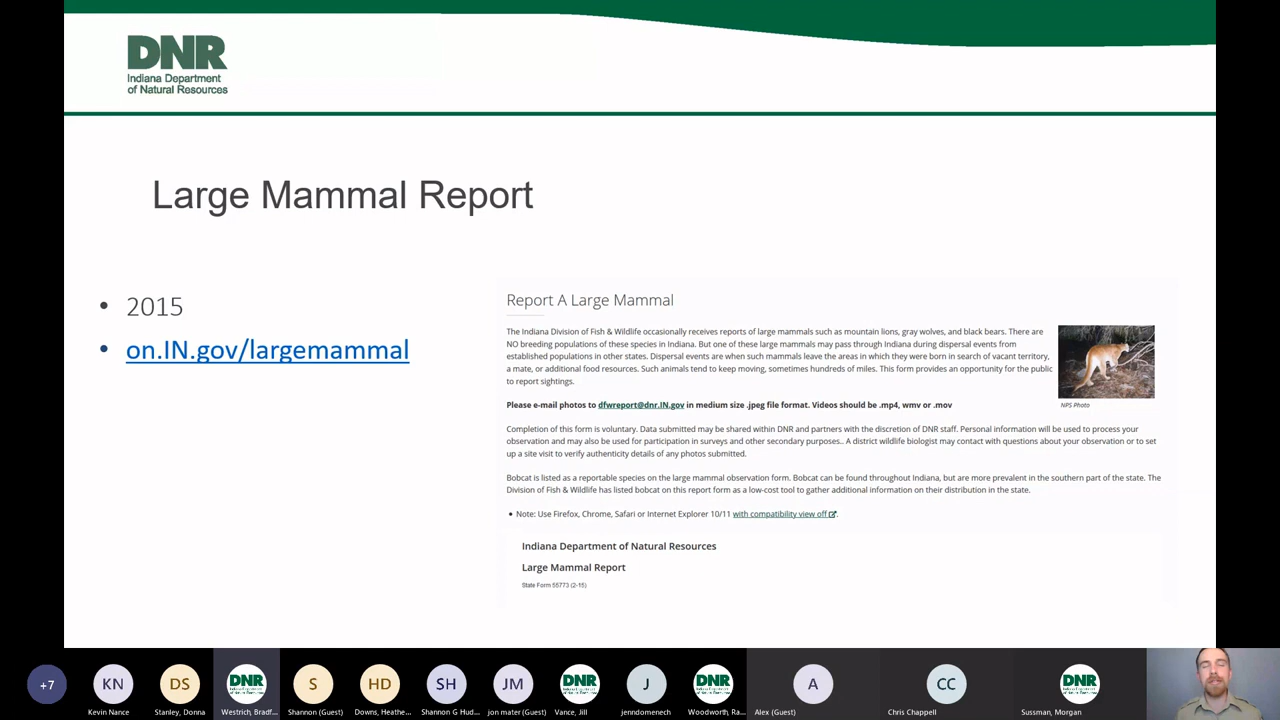 DNR
Indiana Department
of Natural Resources
Large Mammal Report
• 2015
• on.IN.gov/largemammal
Report A Large Mammal
The Indiana Division of Fish & Wildlife occasionally receives reports of large mammals such as mountain lions, gray wolves, and black bears. There are
NO breeding populations of these species in Indiana. But one of these large mammals may pass through Indiana during dispersal events from
established populations in other states. Dispersal events are when such mammals leave the areas in which they were born in search of vacant territory,
a mate, or additional food resources. Such animals tend to keep moving, sometimes hundreds of miles. This form provides an opportunity for the public
to report sightings.
NPS Photo
Please e-mail photos to dfwreport@dnr.IN.gov in medium size .jpeg file format. Videos should be .mp4, wmv or .mov
Completion of this form is voluntary. Data submitted may be shared within DNR and partners with the discretion of DNR staff. Personal information will be used to process your
observation and may also be used for participation in surveys and other secondary purposes.. A district wildlife biologist may contact with questions about your observation or to set
up a site visit to verify authenticity details of any photos submitted.
Bobcat is listed as a reportable species on the large mammal observation form. Bobcat can be found throughout Indiana, but are more prevalent in the southern part of the state. The
Division of Fish & Wildlife has listed bobcat on this report form as a low-cost tool to gather additional information on their distribution in the state.
• Note: Use Firefox, Chrome, Safari or Internet Explorer 10/11 with compatibility view off.
Indiana Department of Natural Resources
Large Mammal Report
State Form 55773 (2-15)
+7 KN DS DNR S HD SH JM DNR J DNR A CC DNR
Kevin Nance Stanley, Donna Westrich, Bradf... Shannon (Guest) Downs, Heathe... Shannon G Hud... jon mater (Guest) Vance, Jill jenndomenech Woodworth, Ra... Alex (Guest) Chris Chappell Sussman, Morgan